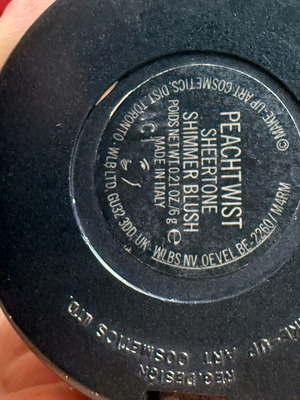 ©MAKE-UP ART COSMETICS, DIST. TORONTO · WLB LTD, GU32 3DD, UK WLBS NV, OEVEL BE-2260 / M4RM
PEACHTWIST
SHEERTONE
SHIMMER BLUSH
POIDS NET WT. 0.21 OZ./6 g ℮
MADE IN ITALY
REG. DESIGN
UP ART COSMETICS LTD.